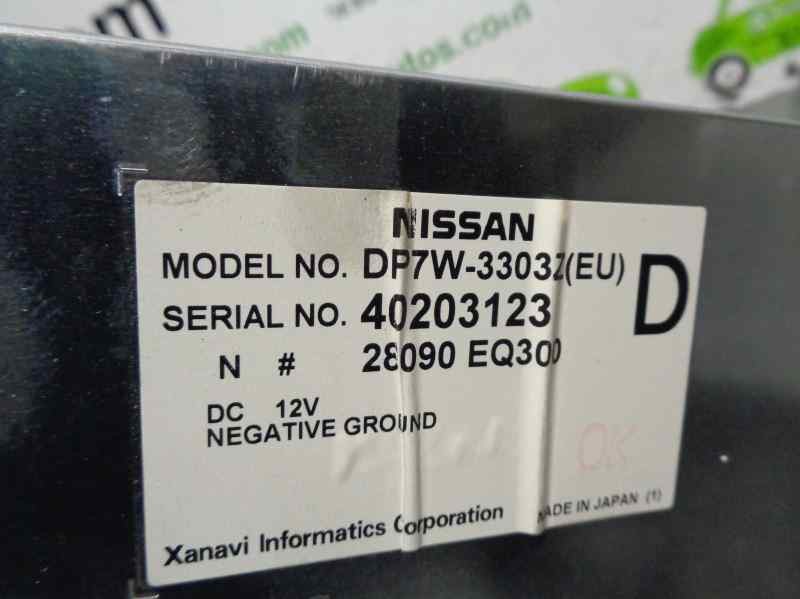 NISSAN
MODEL NO. DP7W-3303Z(EU)
D
SERIAL NO. 40203123
N # 28090 EQ300
DC 12V
NEGATIVE GROUND
OK
Xanavi Informatics Corporation
MADE IN JAPAN (1)